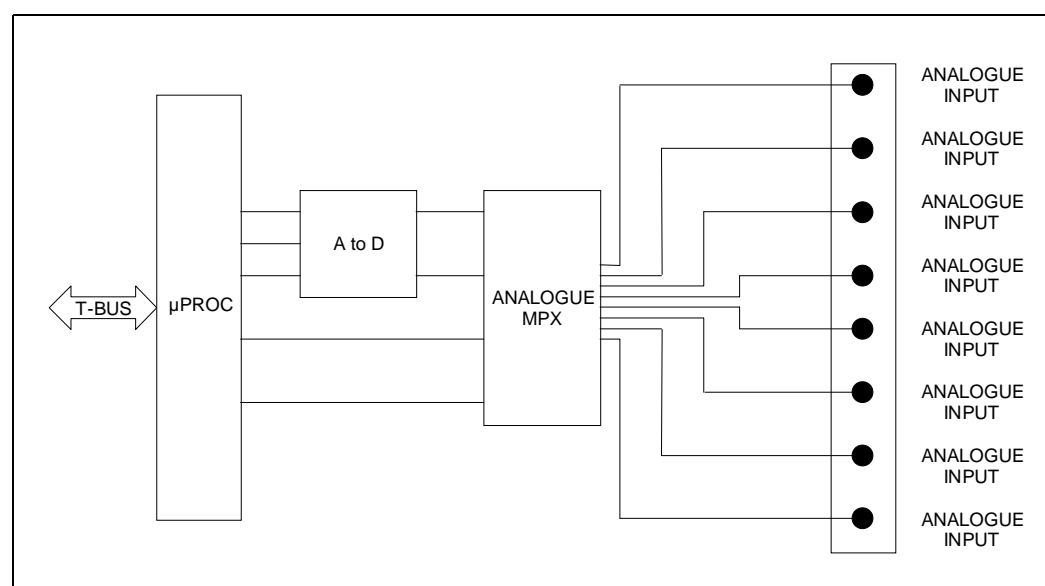 T-BUS
µPROC
A to D
ANALOGUE
MPX
ANALOGUE
INPUT
ANALOGUE
INPUT
ANALOGUE
INPUT
ANALOGUE
INPUT
ANALOGUE
INPUT
ANALOGUE
INPUT
ANALOGUE
INPUT
ANALOGUE
INPUT